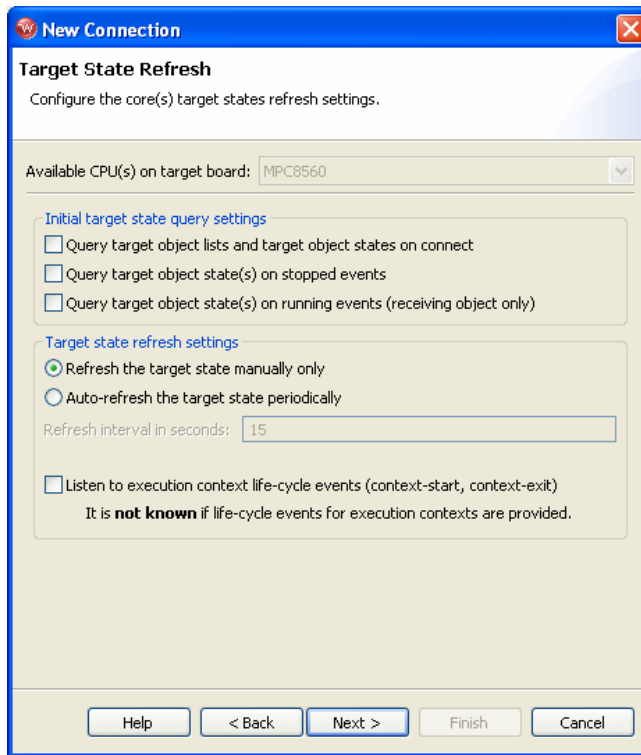 New Connection
Target State Refresh
Configure the core(s) target states refresh settings.
Available CPU(s) on target board: MPC8560
Initial target state query settings
Query target object lists and target object states on connect
Query target object state(s) on stopped events
Query target object state(s) on running events (receiving object only)
Target state refresh settings
Refresh the target state manually only
Auto-refresh the target state periodically
Refresh interval in seconds: 15
Listen to execution context life-cycle events (context-start, context-exit)
It is not known if life-cycle events for execution contexts are provided.
Help < Back Next > Finish Cancel